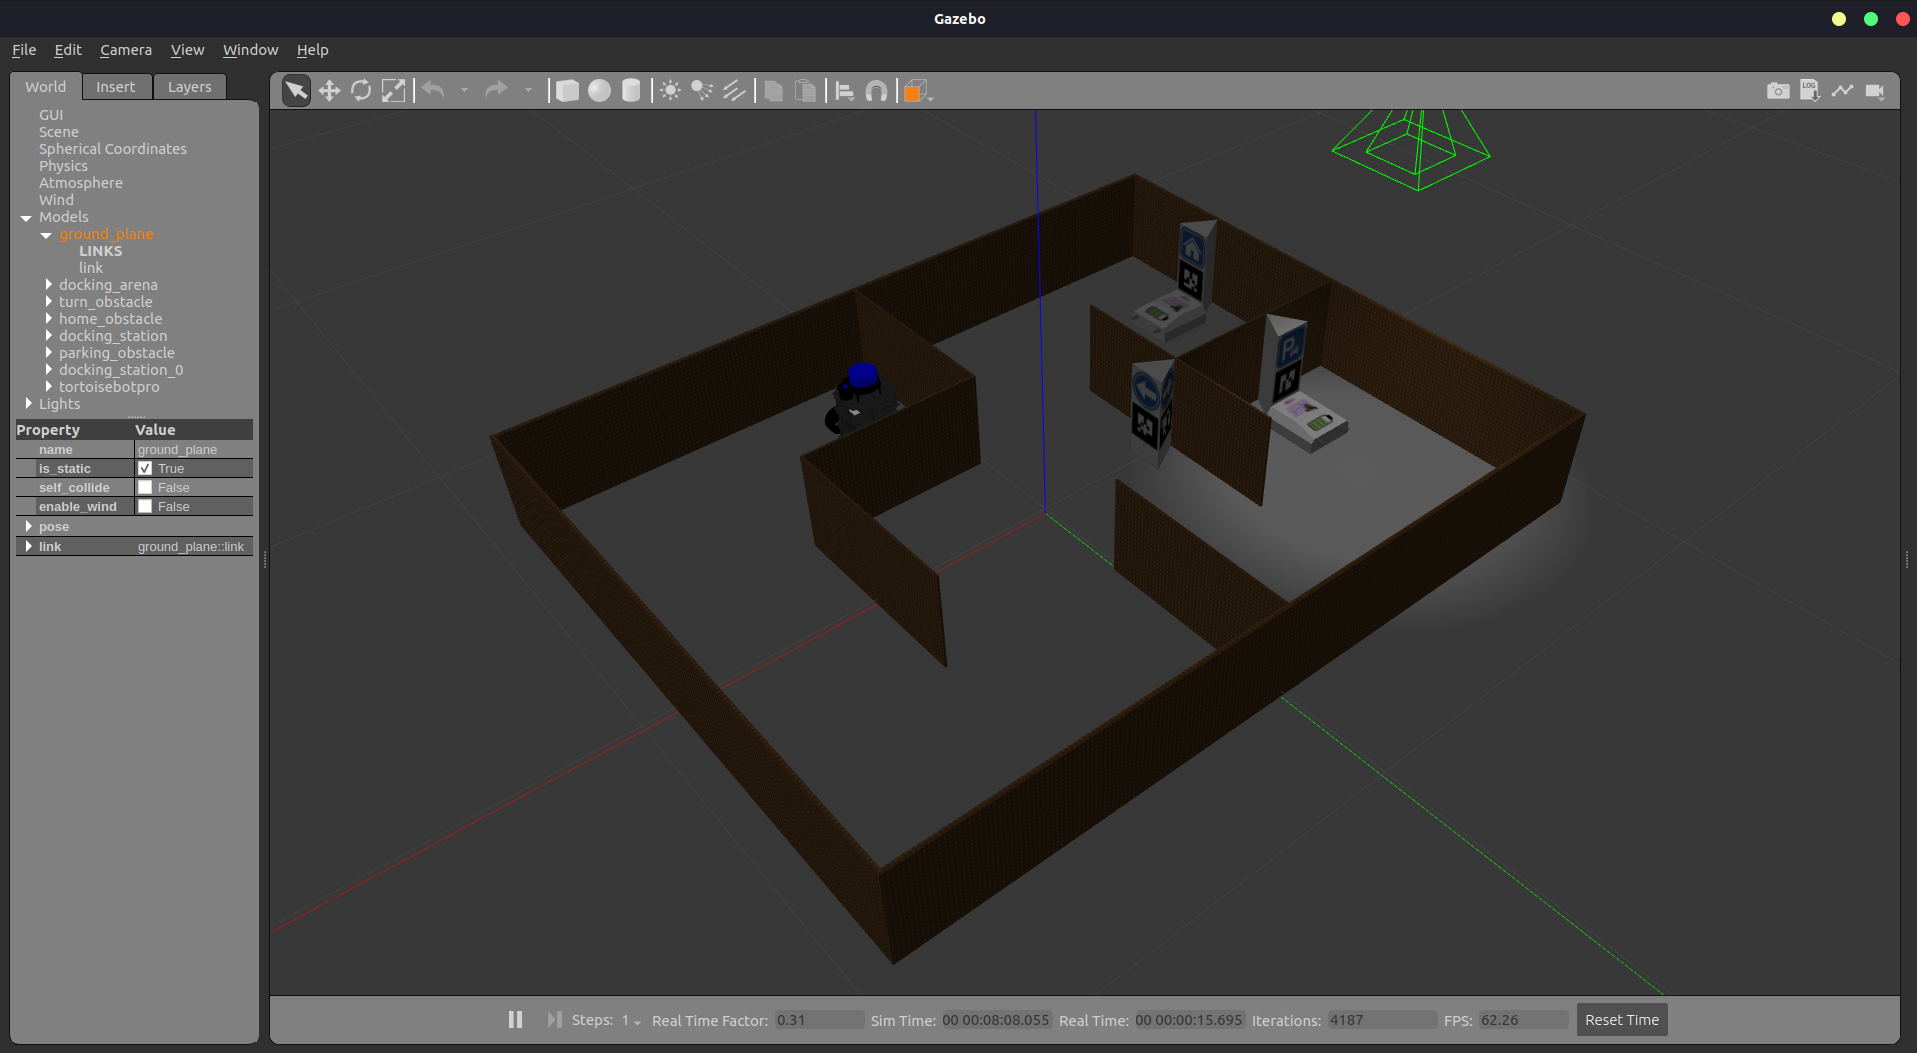 Gazebo
File Edit Camera View Window Help
World Insert Layers
LOG
GUI
Scene
Spherical Coordinates
Physics
Atmosphere
Wind
Models
ground_plane
LINKS
link
docking_arena
turn_obstacle
home_obstacle
docking_station
parking_obstacle
docking_station_0
tortoisebotpro
Lights
Property Value
name ground_plane
is_static True
self_collide False
enable_wind False
pose
link ground_plane::link
P
Steps: 1 Real Time Factor: 0.31 Sim Time: 00 00:08:08.055 Real Time: 00 00:00:15.695 Iterations: 4187 FPS: 62.26 Reset Time